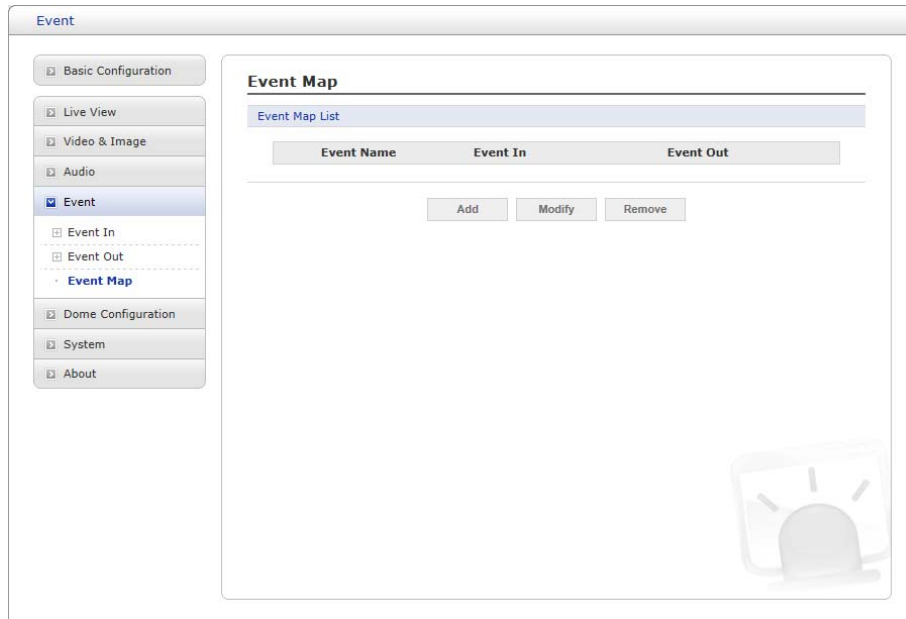 Event
Basic Configuration
Live View
Video & Image
Audio
Event
Event In
Event Out
Event Map
Dome Configuration
System
About
Event Map
Event Map List
Event Name Event In Event Out
Add Modify Remove